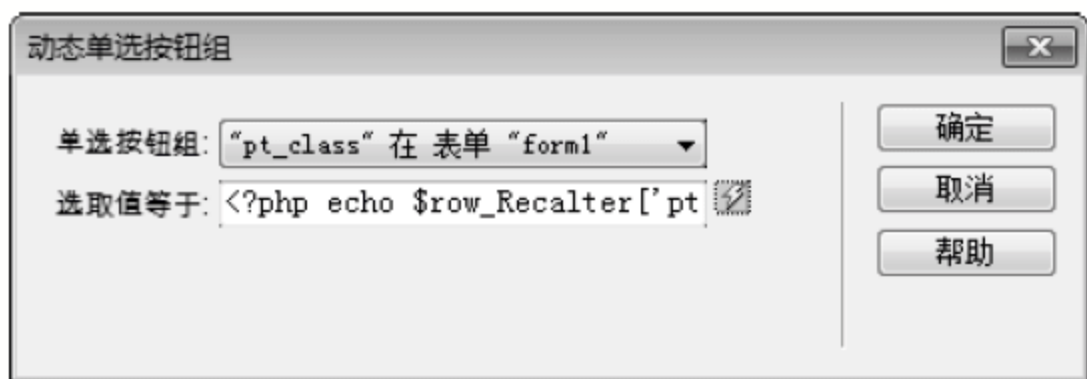 动态单选按钮组
单选按钮组: "pt_class" 在 表单 "form1"
选取值等于: <?php echo $row_Recalter['pt
确定
取消
帮助